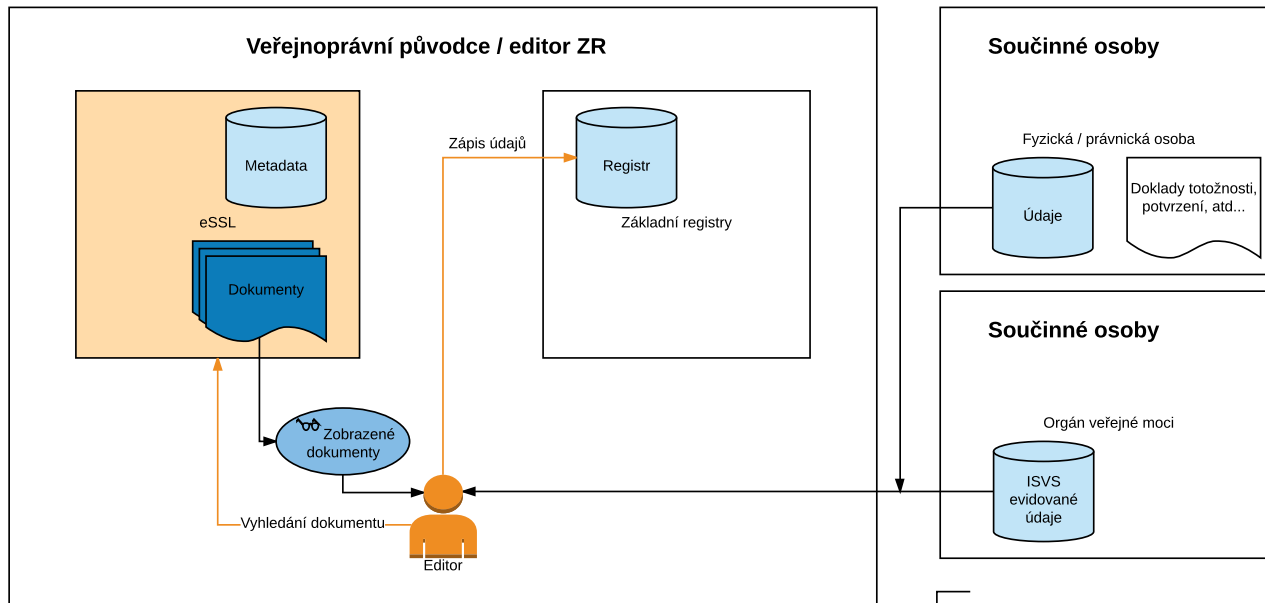 Veřejnoprávní původce / editor ZR
Metadata
eSSL
Dokumenty
Zápis údajů
Registr
Základní registry
Zobrazené
dokumenty
Vyhledání dokumentu
Editor
Součinné osoby
Fyzická / právnická osoba
Údaje
Doklady totožnosti,
potvrzení, atd...
Součinné osoby
Orgán veřejné moci
ISVS
evidované
údaje